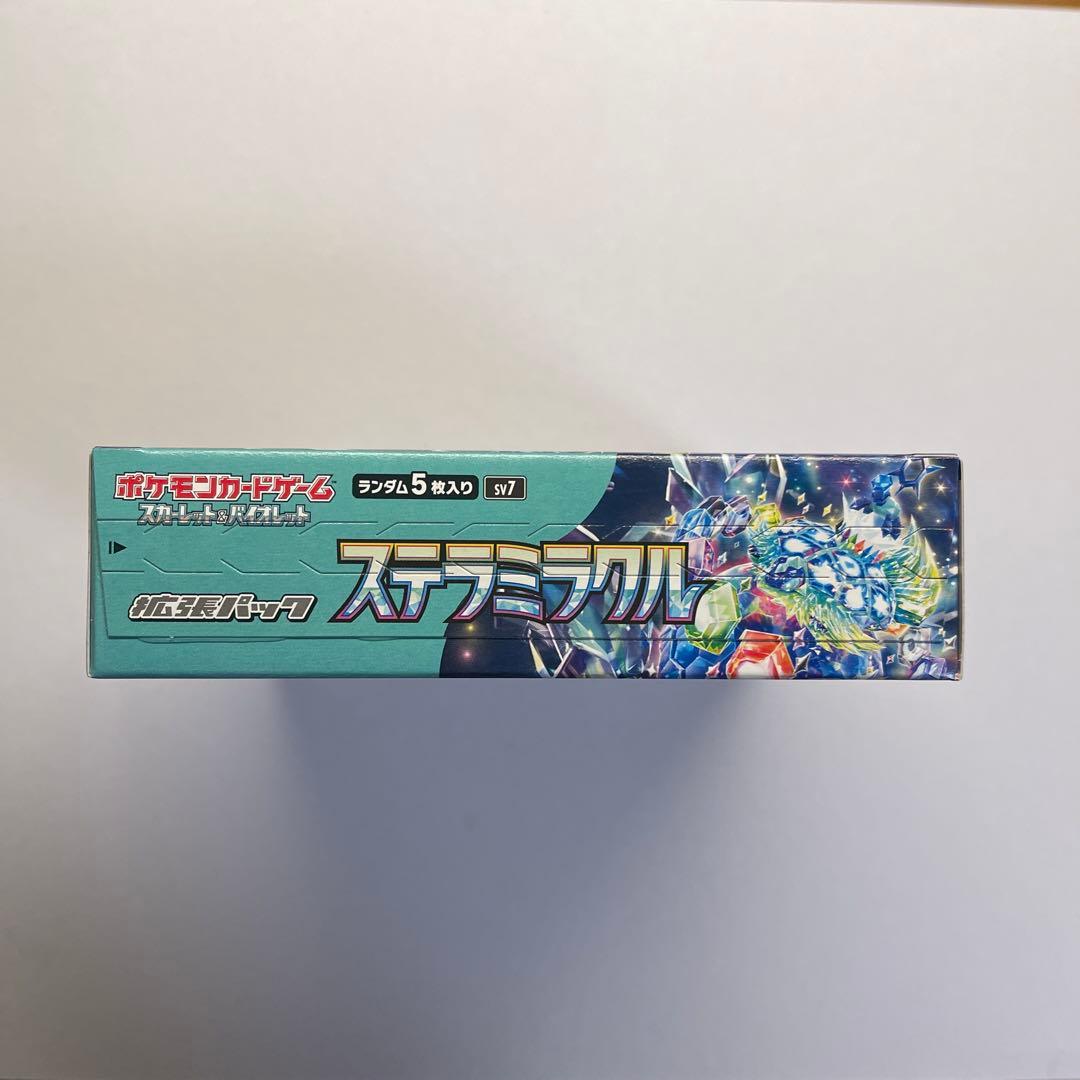 ポケモンカードゲーム
スカーレット&バイオレット
ランダム5枚入り SV7
拡張パック
ステラミラクル